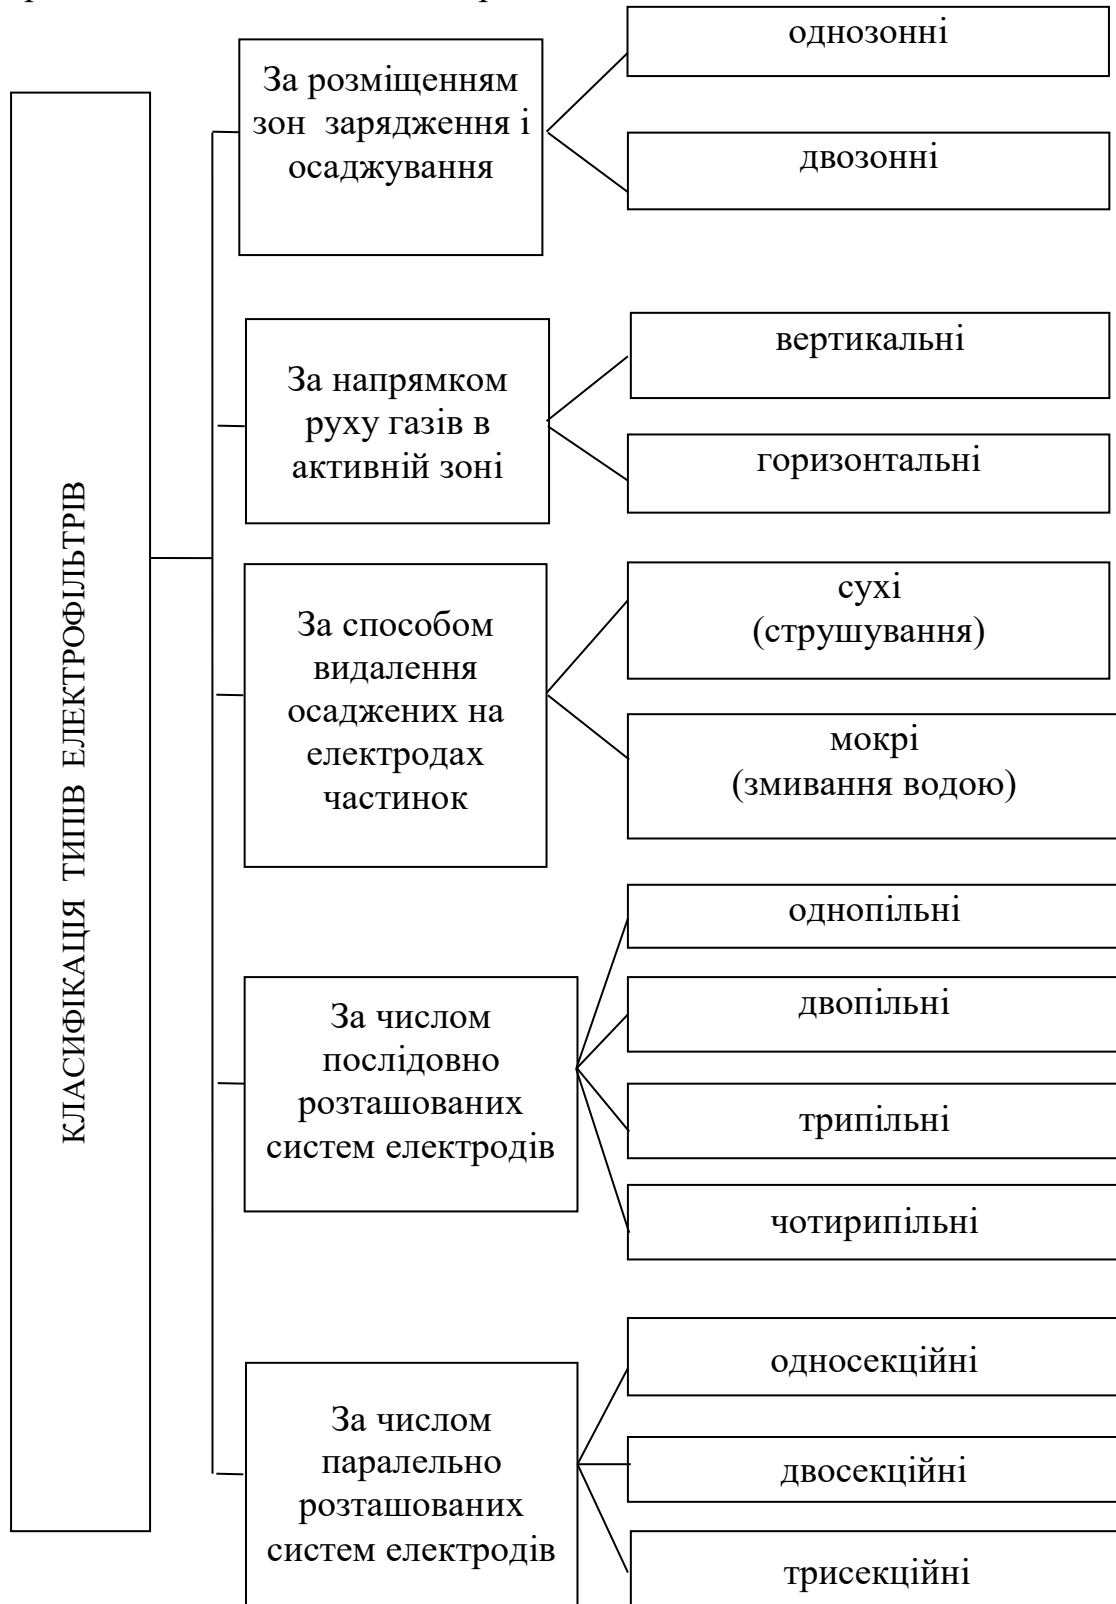 КЛАСИФІКАЦІЯ ТИПІВ ЕЛЕКТРОФІЛЬТРІВ
За розміщенням
зон зарядження і
осаджування
однозонні
двозонні
За напрямком
руху газів в
активній зоні
вертикальні
горизонтальні
За способом
видалення
осаджених на
електродах
частинок
сухі
(струшування)
мокрі
(змивання водою)
За числом
послідовно
розташованих
систем електродів
однопільні
двопільні
трипільні
чотирипільні
За числом
паралельно
розташованих
систем електродів
односекційні
двосекційні
трисекційні